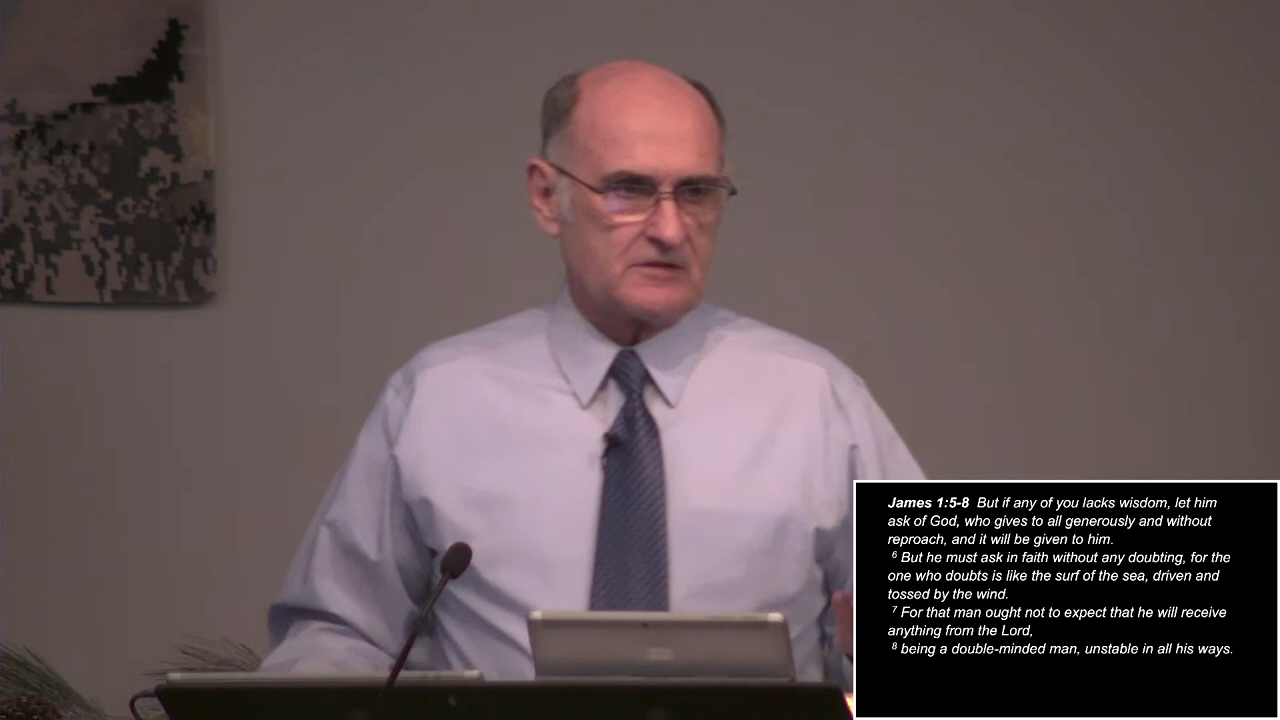 James 1:5-8 But if any of you lacks wisdom, let him
ask of God, who gives to all generously and without
reproach, and it will be given to him.
6 But he must ask in faith without any doubting, for the
one who doubts is like the surf of the sea, driven and
tossed by the wind.
7 For that man ought not to expect that he will receive
anything from the Lord,
8 being a double-minded man, unstable in all his ways.